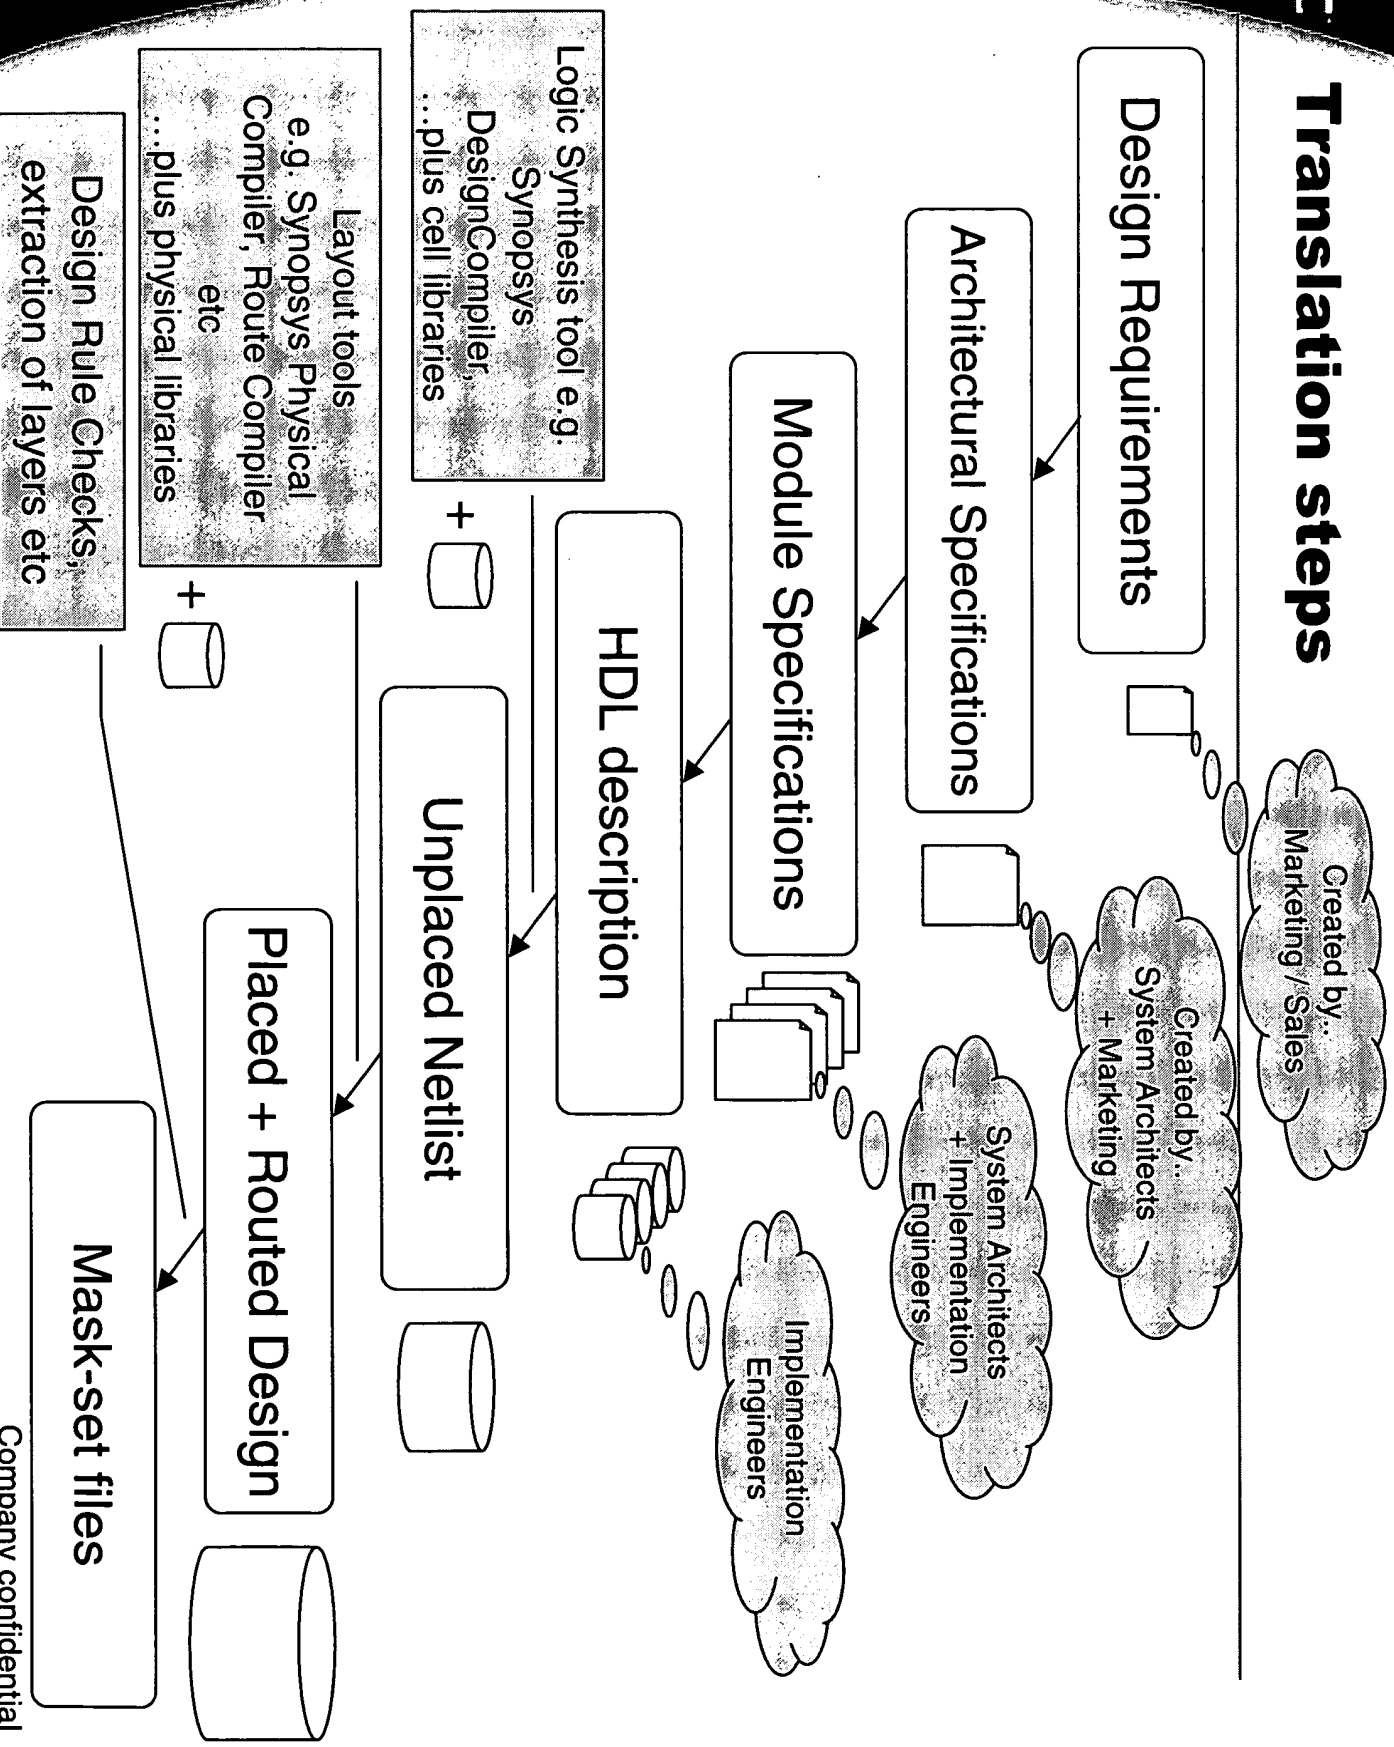 Translation steps
Design Requirements
Created by..
Marketing / Sales
Architectural Specifications
Created by..
System Architects
+ Marketing
Module Specifications
System Architects
+ Implementation
Engineers
HDL description
Implementation
Engineers
Logic Synthesis tool e.g.
Synopsys
DesignCompiler,
...plus cell libraries
+
Unplaced Netlist
Layout tools
e.g. Synopsys Physical
Compiler, Route Compiler
etc
...plus physical libraries
+
Placed + Routed Design
Design Rule Checks,
extraction of layers etc
Mask-set files
Company confidential